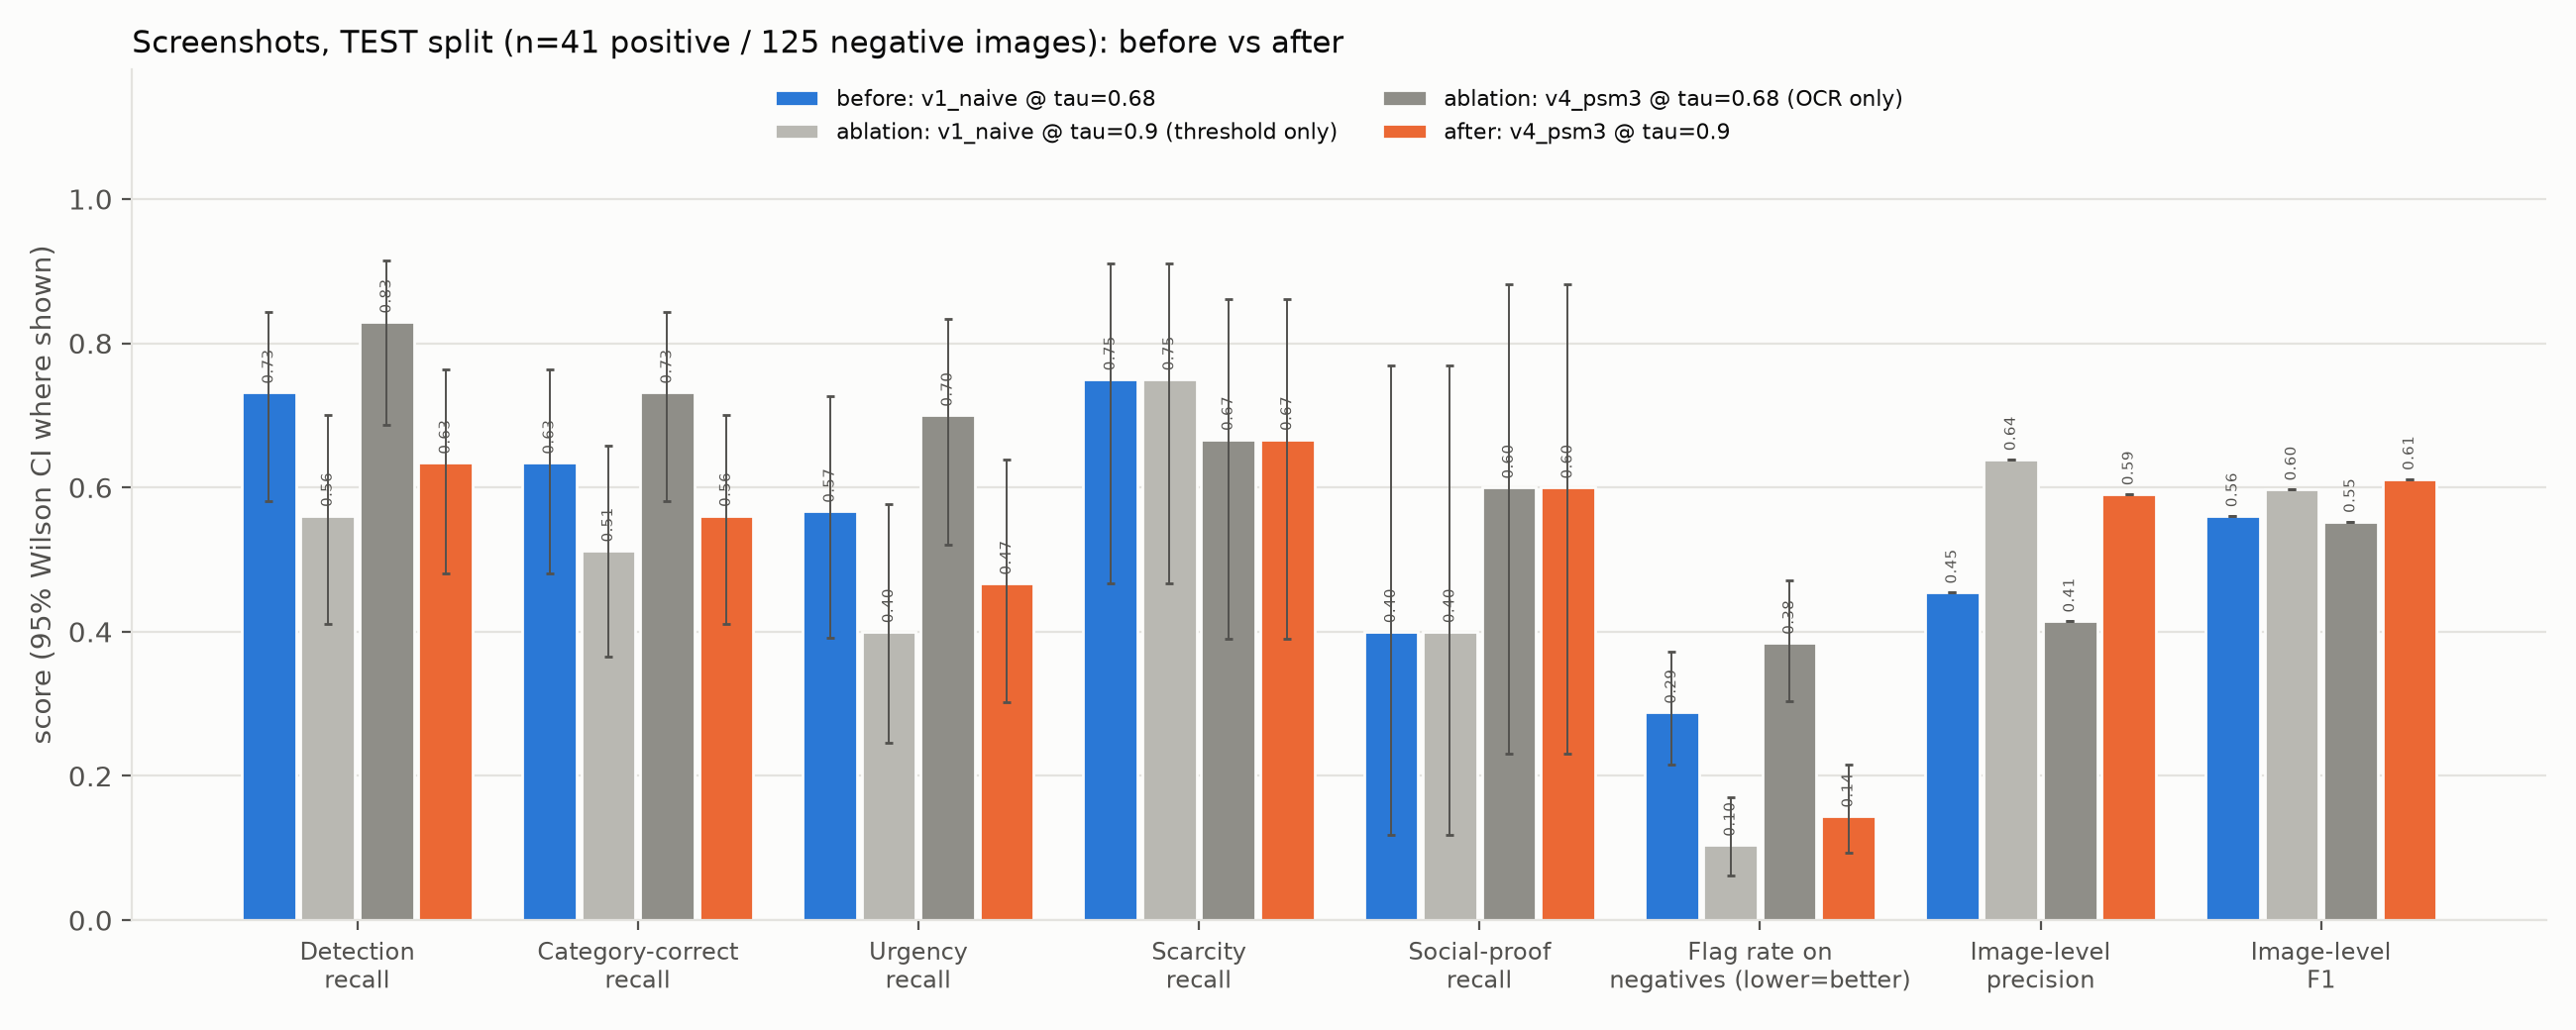 Screenshots, TEST split (n=41 positive / 125 negative images): before vs after
before: v1_naive @ tau=0.68
ablation: v1_naive @ tau=0.9 (threshold only)
ablation: v4_psm3 @ tau=0.68 (OCR only)
after: v4_psm3 @ tau=0.9
score (95% Wilson CI where shown)
1.0
0.8
0.6
0.4
0.2
0.0
0.73
0.56
0.83
0.63
0.63
0.51
0.73
0.56
0.57
0.40
0.70
0.47
0.75
0.75
0.67
0.67
0.40
0.40
0.60
0.60
0.29
0.10
0.38
0.14
0.45
0.64
0.41
0.59
0.56
0.60
0.55
0.61
Detection
recall
Category-correct
recall
Urgency
recall
Scarcity
recall
Social-proof
recall
Flag rate on
negatives (lower=better)
Image-level
precision
Image-level
F1